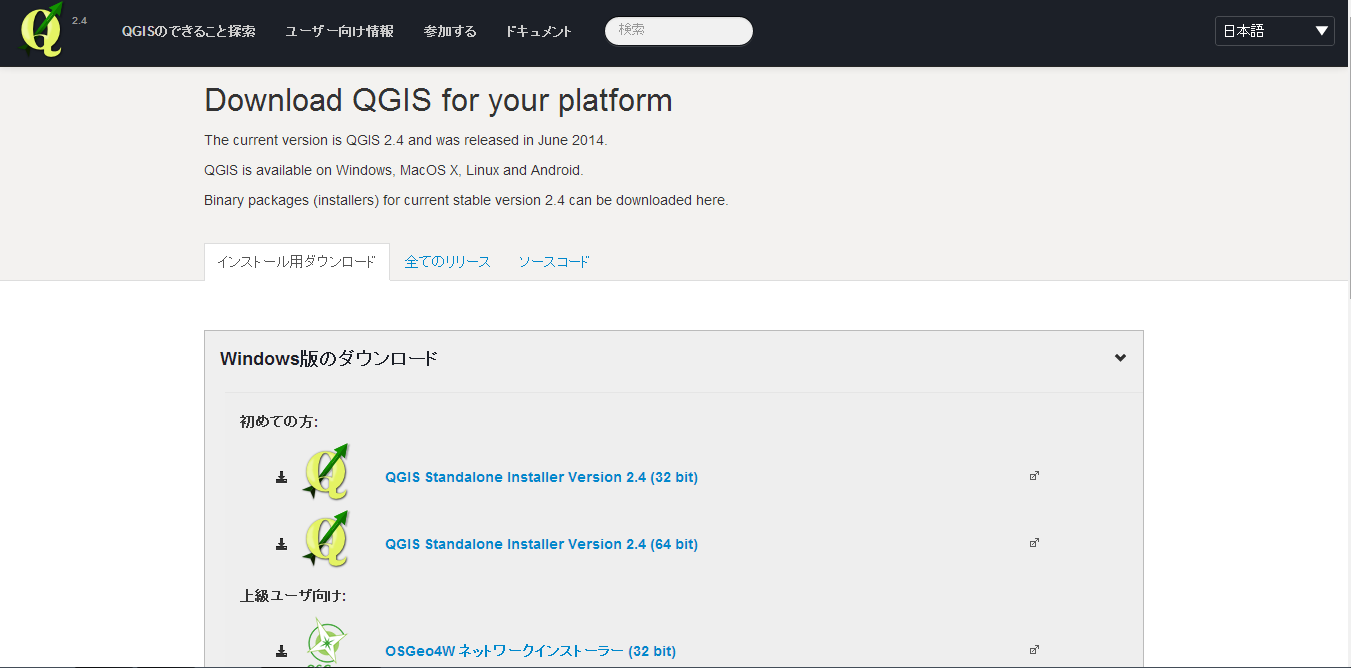 2.4
QGISのできること探索 ユーザー向け情報 参加する ドキュメント 検索 日本語
Download QGIS for your platform
The current version is QGIS 2.4 and was released in June 2014.
QGIS is available on Windows, MacOS X, Linux and Android.
Binary packages (installers) for current stable version 2.4 can be downloaded here.
インストール用ダウンロード 全てのリリース ソースコード
Windows版のダウンロード
初めての方:
QGIS Standalone Installer Version 2.4 (32 bit)
QGIS Standalone Installer Version 2.4 (64 bit)
上級ユーザ向け:
OSGeo4W ネットワークインストーラー (32 bit)